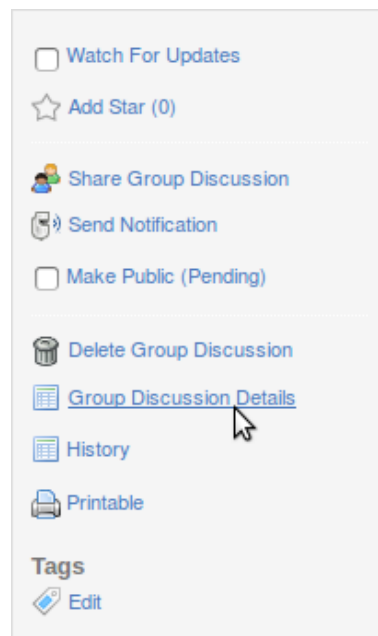 Watch For Updates
Add Star (0)
Share Group Discussion
Send Notification
Make Public (Pending)
Delete Group Discussion
Group Discussion Details
History
Printable
Tags
Edit